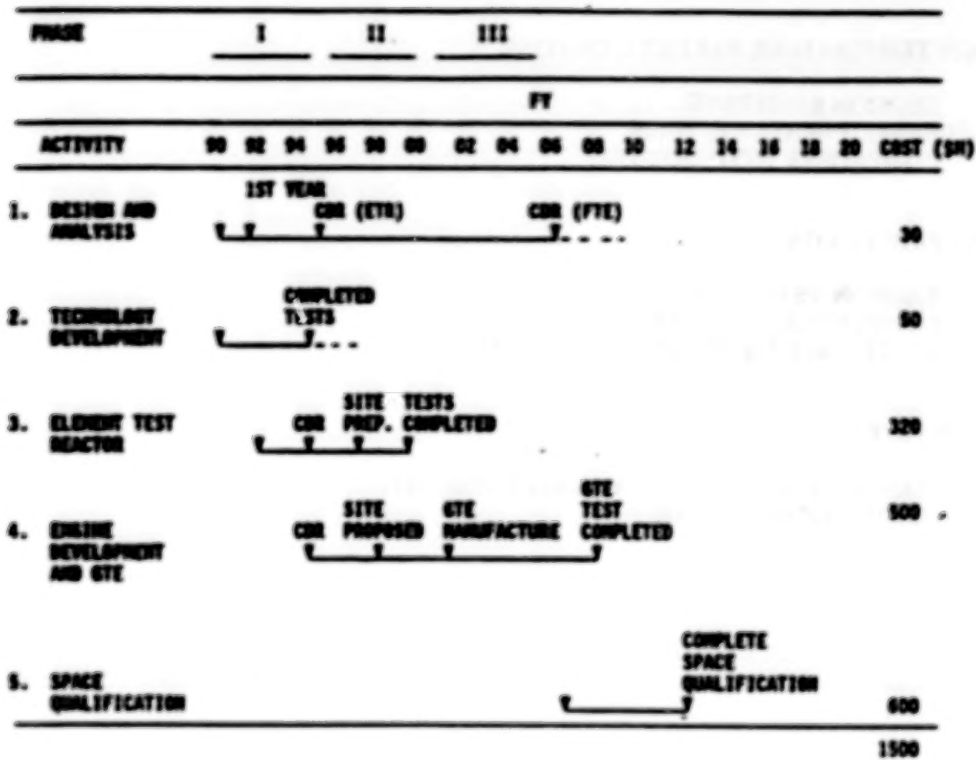 PHASE I II III
FY
ACTIVITY 90 92 94 96 98 00 02 04 06 08 10 12 14 16 18 20 COST ($M)
1ST YEAR
1. DESIGN AND CDR (ETR) CDR (FTE)
ANALYSIS 30
COMPLETED
2. TECHNOLOGY TESTS 50
DEVELOPMENT
SITE TESTS
3. ELEMENT TEST CDR PREP. COMPLETED 320
REACTOR
GTE
SITE GTE TEST 500
4. ENGINE CDR PROPOSED MANUFACTURE COMPLETED
DEVELOPMENT
AND GTE
COMPLETE
SPACE
5. SPACE QUALIFICATION
QUALIFICATION 600
1500